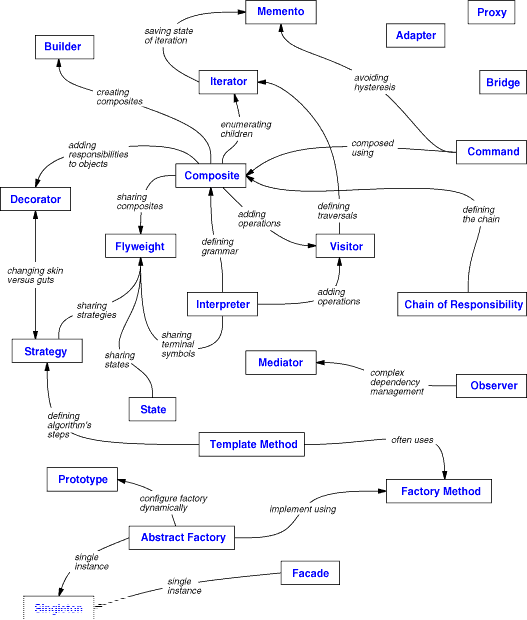 Memento
Proxy
saving state
of iteration
Adapter
Builder
Iterator
avoiding
hysteresis
Bridge
creating
composites
enumerating
children
adding
responsibilities
to objects
composed
using
Command
Composite
Decorator
sharing
composites
adding
operations
defining
traversals
defining
the chain
Flyweight
defining
grammar
Visitor
changing skin
versus guts
adding
operations
Interpreter
Chain of Responsibility
sharing
strategies
sharing
terminal
symbols
Strategy
sharing
states
Mediator
complex
dependency
management
Observer
State
defining
algorithm's
steps
Template Method
often uses
Prototype
configure factory
dynamically
Factory Method
implement using
Abstract Factory
single
instance
Facade
single
instance
Singleton